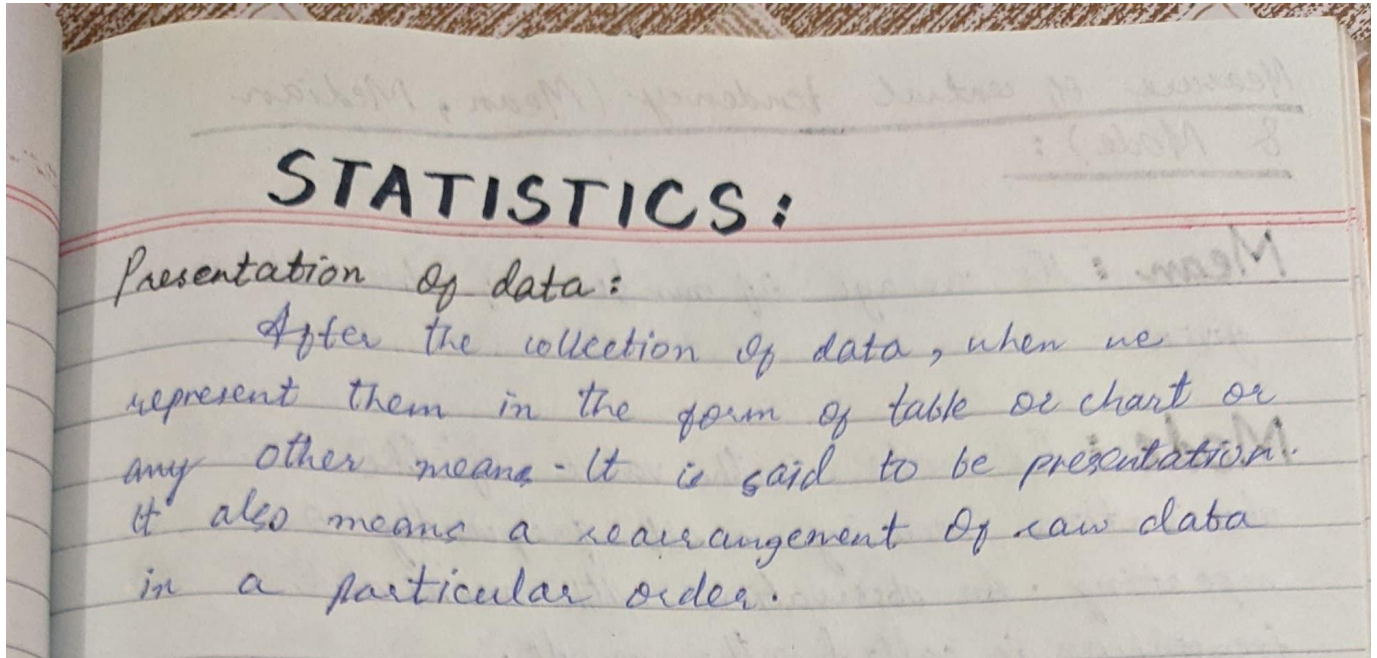 STATISTICS:
Presentation of data:
After the collection of data, when we
represent them in the form of table or chart or
any other means - It is said to be presentation.
It also means a rearrangement of raw data
in a particular order.